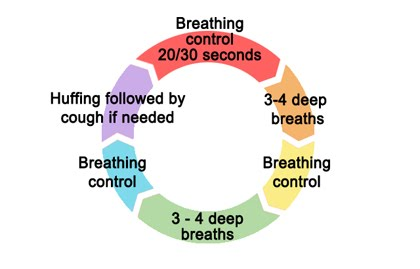 Breathing
control
20/30 seconds
3-4 deep
breaths
Breathing
control
3 - 4 deep
breaths
Breathing
control
Huffing followed by
cough if needed